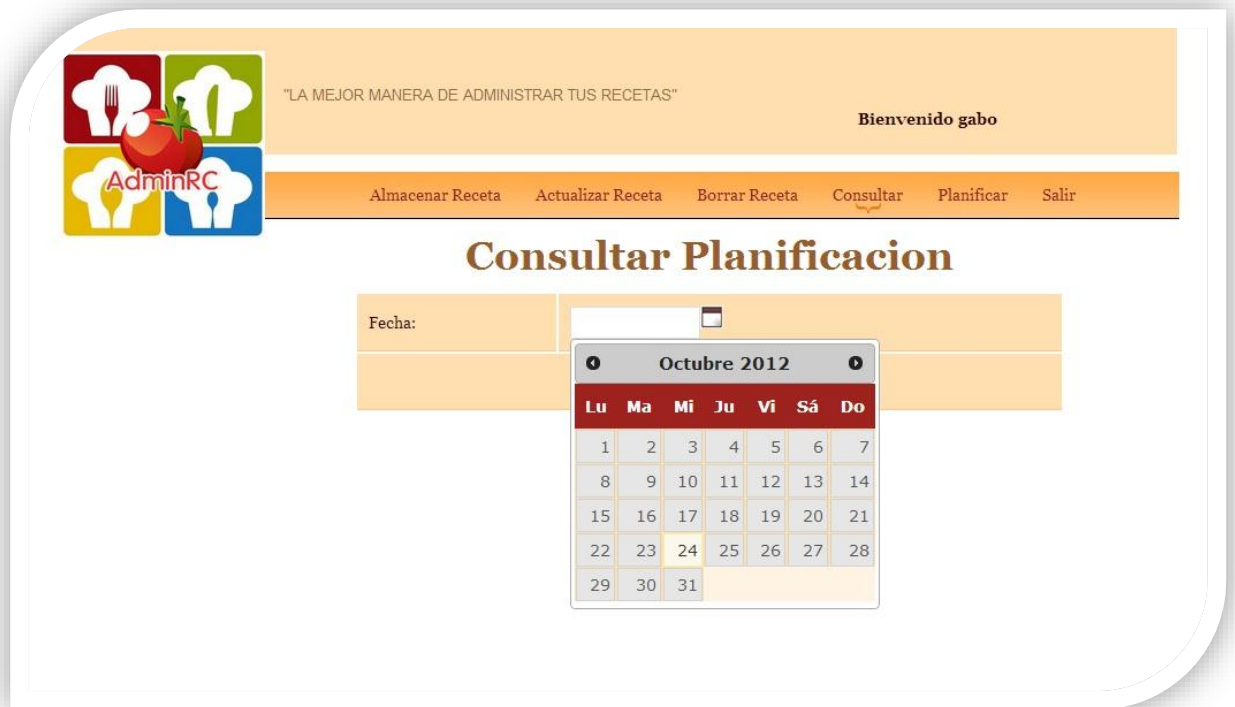 "LA MEJOR MANERA DE ADMINISTRAR TUS RECETAS"
Bienvenido gabo
AdminRC
Almacenar Receta Actualizar Receta Borrar Receta Consultar Planificar Salir
Consultar Planificacion
Fecha:
Octubre 2012
Lu Ma Mi Ju Vi Sá Do
1 2 3 4 5 6 7
8 9 10 11 12 13 14
15 16 17 18 19 20 21
22 23 24 25 26 27 28
29 30 31